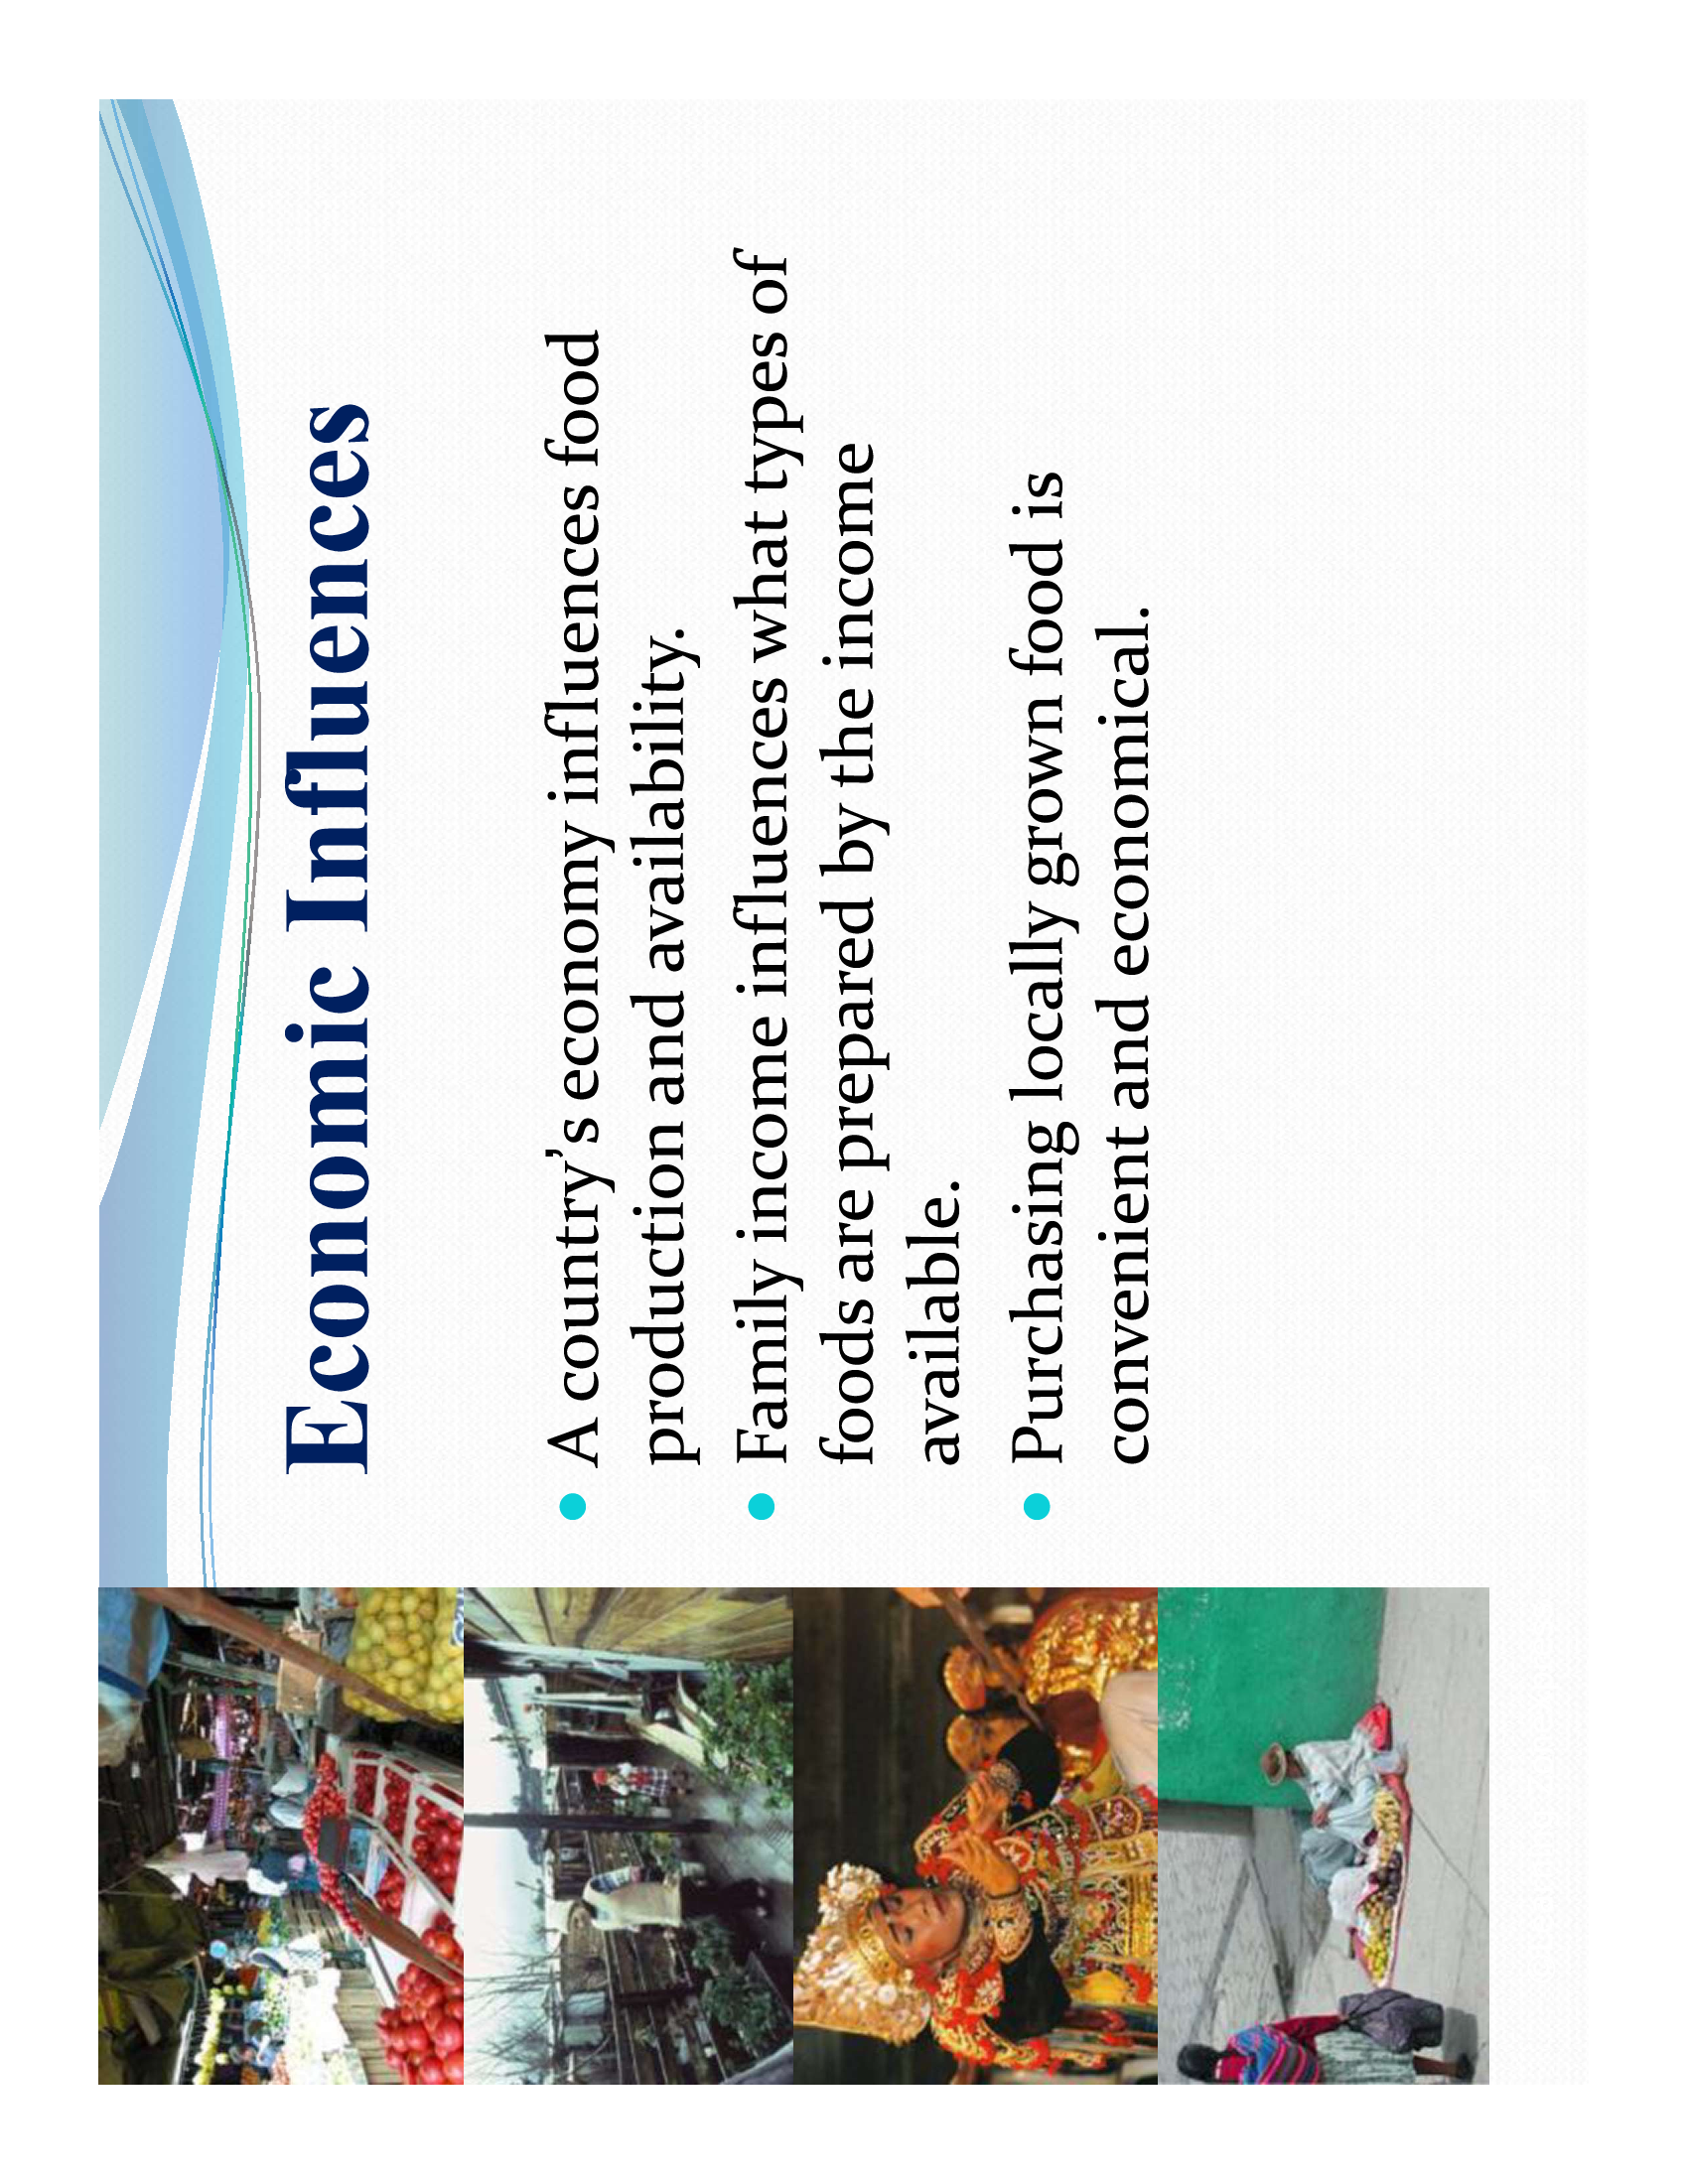 Economic Influences
• A country’s economy influences food
production and availability.
• Family income influences what types of
foods are prepared by the income
available.
• Purchasing locally grown food is
convenient and economical.